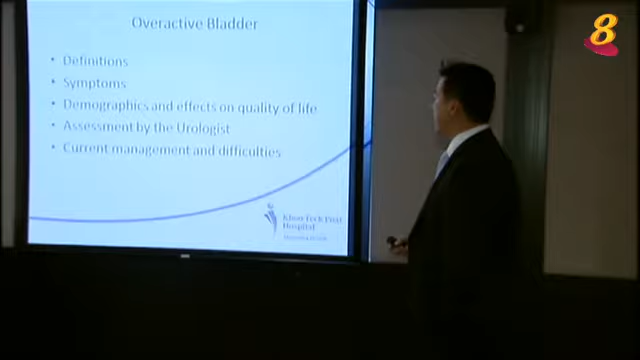 Overactive Bladder
• Definitions
• Symptoms
• Demographics and effects on quality of life
• Assessment by the Urologist
• Current management and difficulties
Khoo Teck Puat
Hospital
8